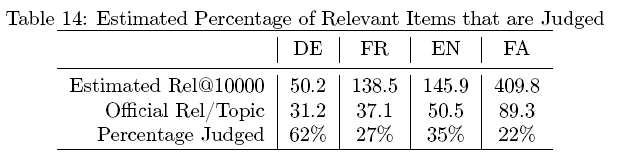 Table 14: Estimated Percentage of Relevant Items that are Judged
DE FR EN FA
Estimated Rel@10000 50.2 138.5 145.9 409.8
Official Rel/Topic 31.2 37.1 50.5 89.3
Percentage Judged 62% 27% 35% 22%